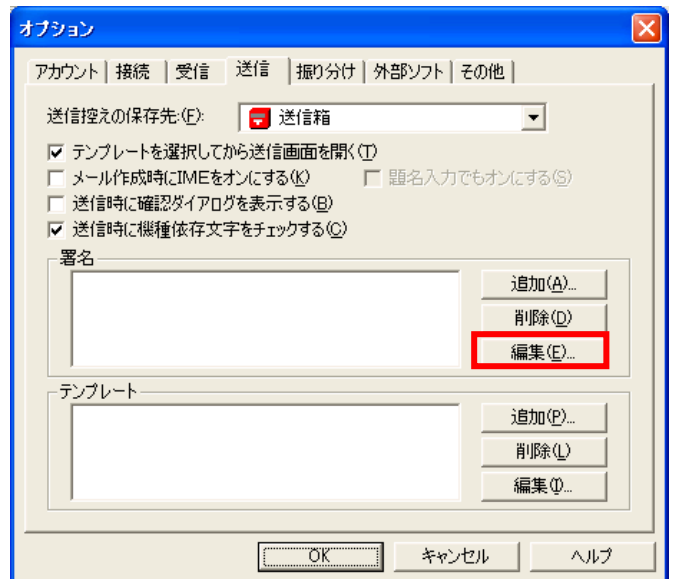 オプション
アカウント 接続 受信 送信 振り分け 外部ソフト その他
送信控えの保存先:(F): 送信箱
テンプレートを選択してから送信画面を開く(T)
メール作成時にIMEをオンにする(K) 題名入力でもオンにする(S)
送信時に確認ダイアログを表示する(B)
送信時に機種依存文字をチェックする(C)
署名
追加(A)...
削除(D)
編集(E)...
テンプレート
追加(P)...
削除(L)
編集(I)...
OK キャンセル ヘルプ